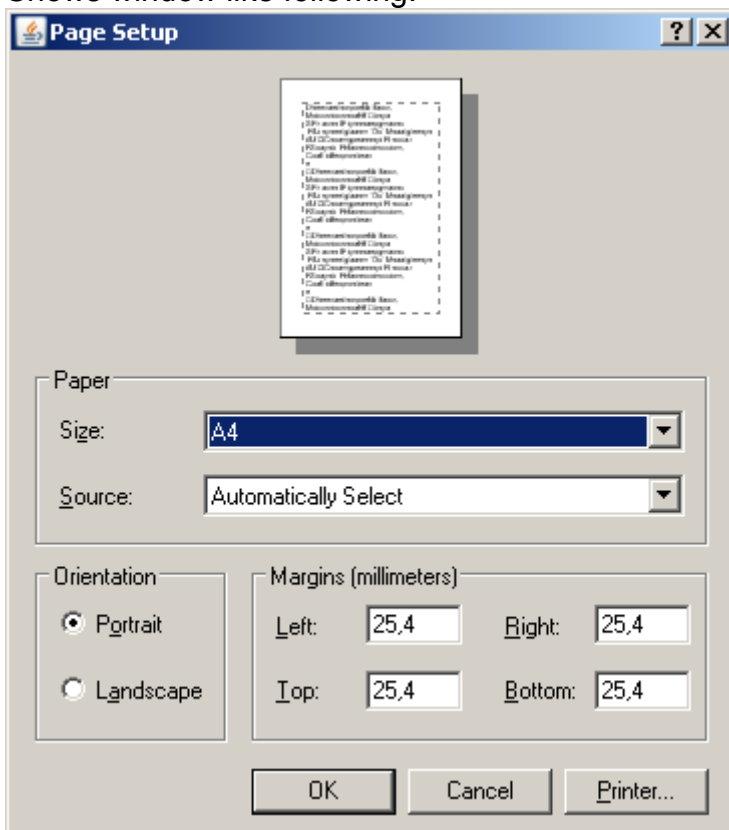 Shows window like following:
Page Setup
Paper
Size: A4
Source: Automatically Select
Orientation Margins (millimeters)
Portrait Left: 25,4 Right: 25,4
Landscape Top: 25,4 Bottom: 25,4
OK Cancel Printer...